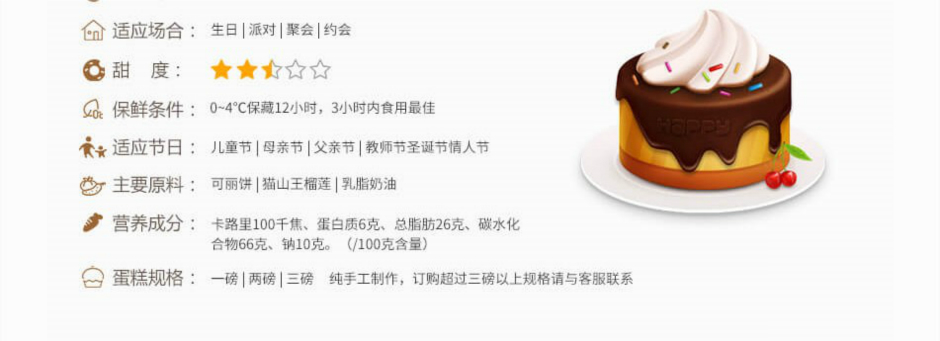 适应场合： 生日 | 派对 | 聚会 | 约会
甜 度：
保鲜条件： 0~4℃保藏12小时，3小时内食用最佳
适应节日： 儿童节 | 母亲节 | 父亲节 | 教师节圣诞节情人节
主要原料： 可丽饼 | 猫山王榴莲 | 乳脂奶油
营养成分： 卡路里100千焦、蛋白质6克、总脂肪26克、碳水化
合物66克、钠10克。（/100克含量）
蛋糕规格： 一磅 | 两磅 | 三磅 纯手工制作，订购超过三磅以上规格请与客服联系
HAPPY